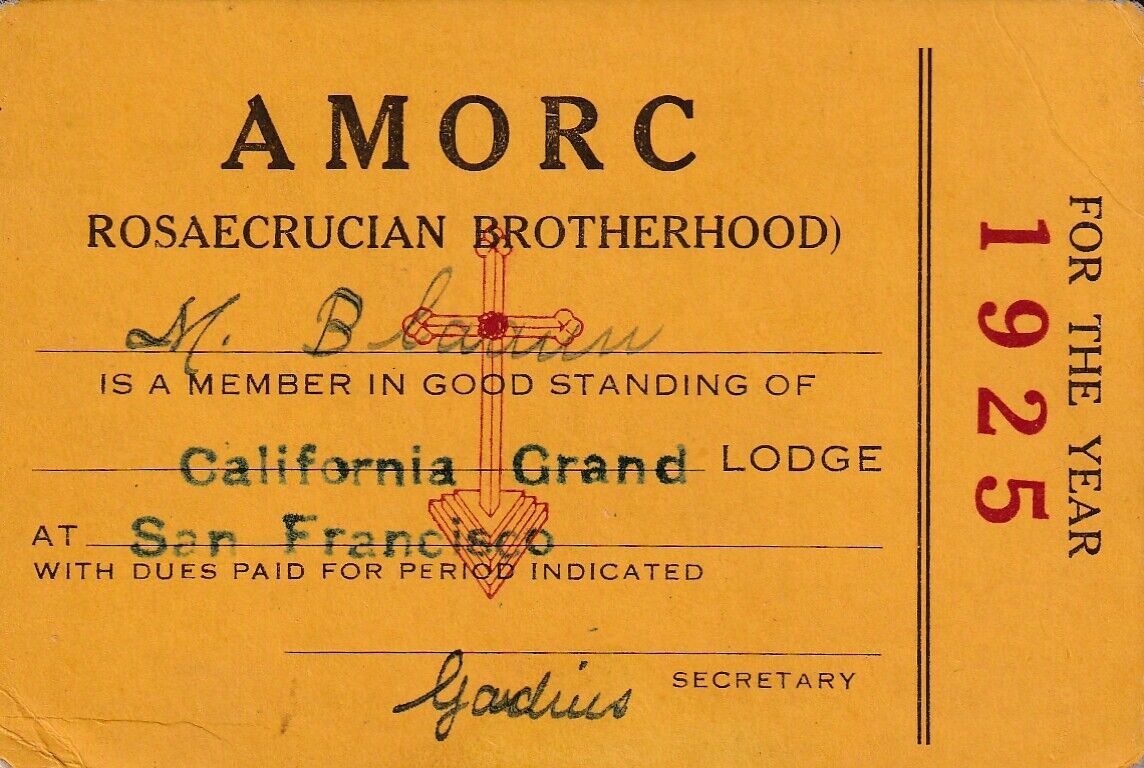 AMORC
ROSAECRUCIAN BROTHERHOOD)
M.
IS A MEMBER IN GOOD STANDING OF
California Grand LODGE
AT San Francisco
WITH DUES PAID FOR PERIOD INDICATED
SECRETARY
FOR THE YEAR
1925